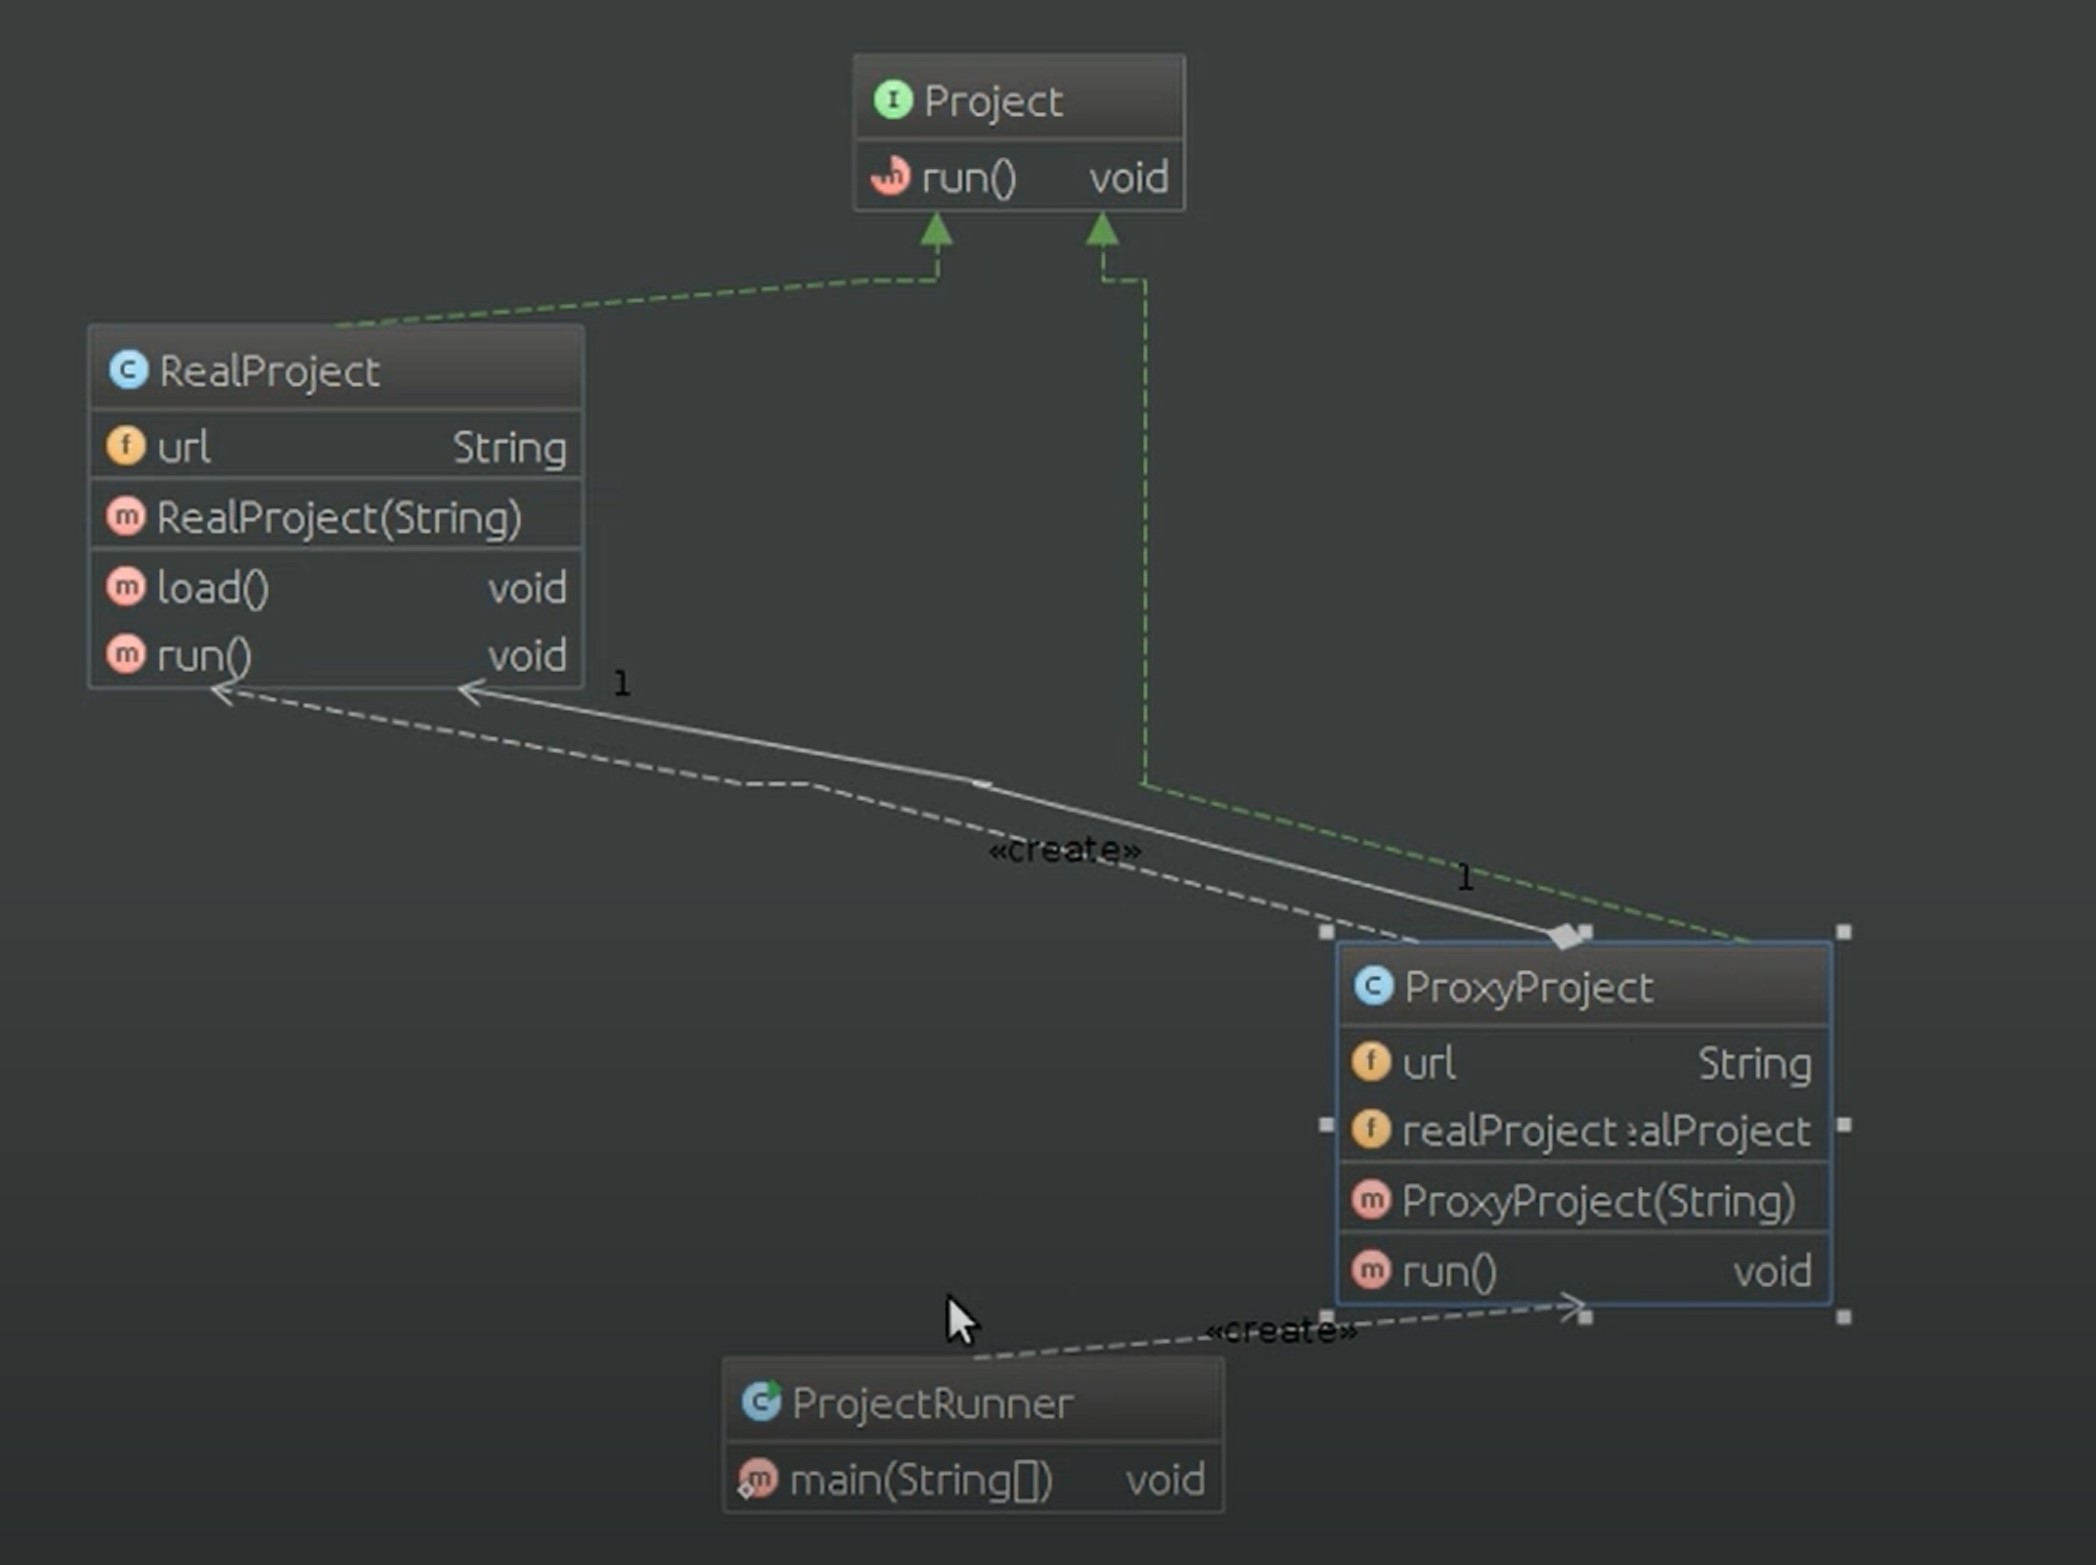 I Project
m run() void
C RealProject
f url String
m RealProject(String)
m load() void
m run() void
1
«create»
1
C ProxyProject
f url String
f realProject alProject
m ProxyProject(String)
m run() void
«create»
C ProjectRunner
m main(String[]) void